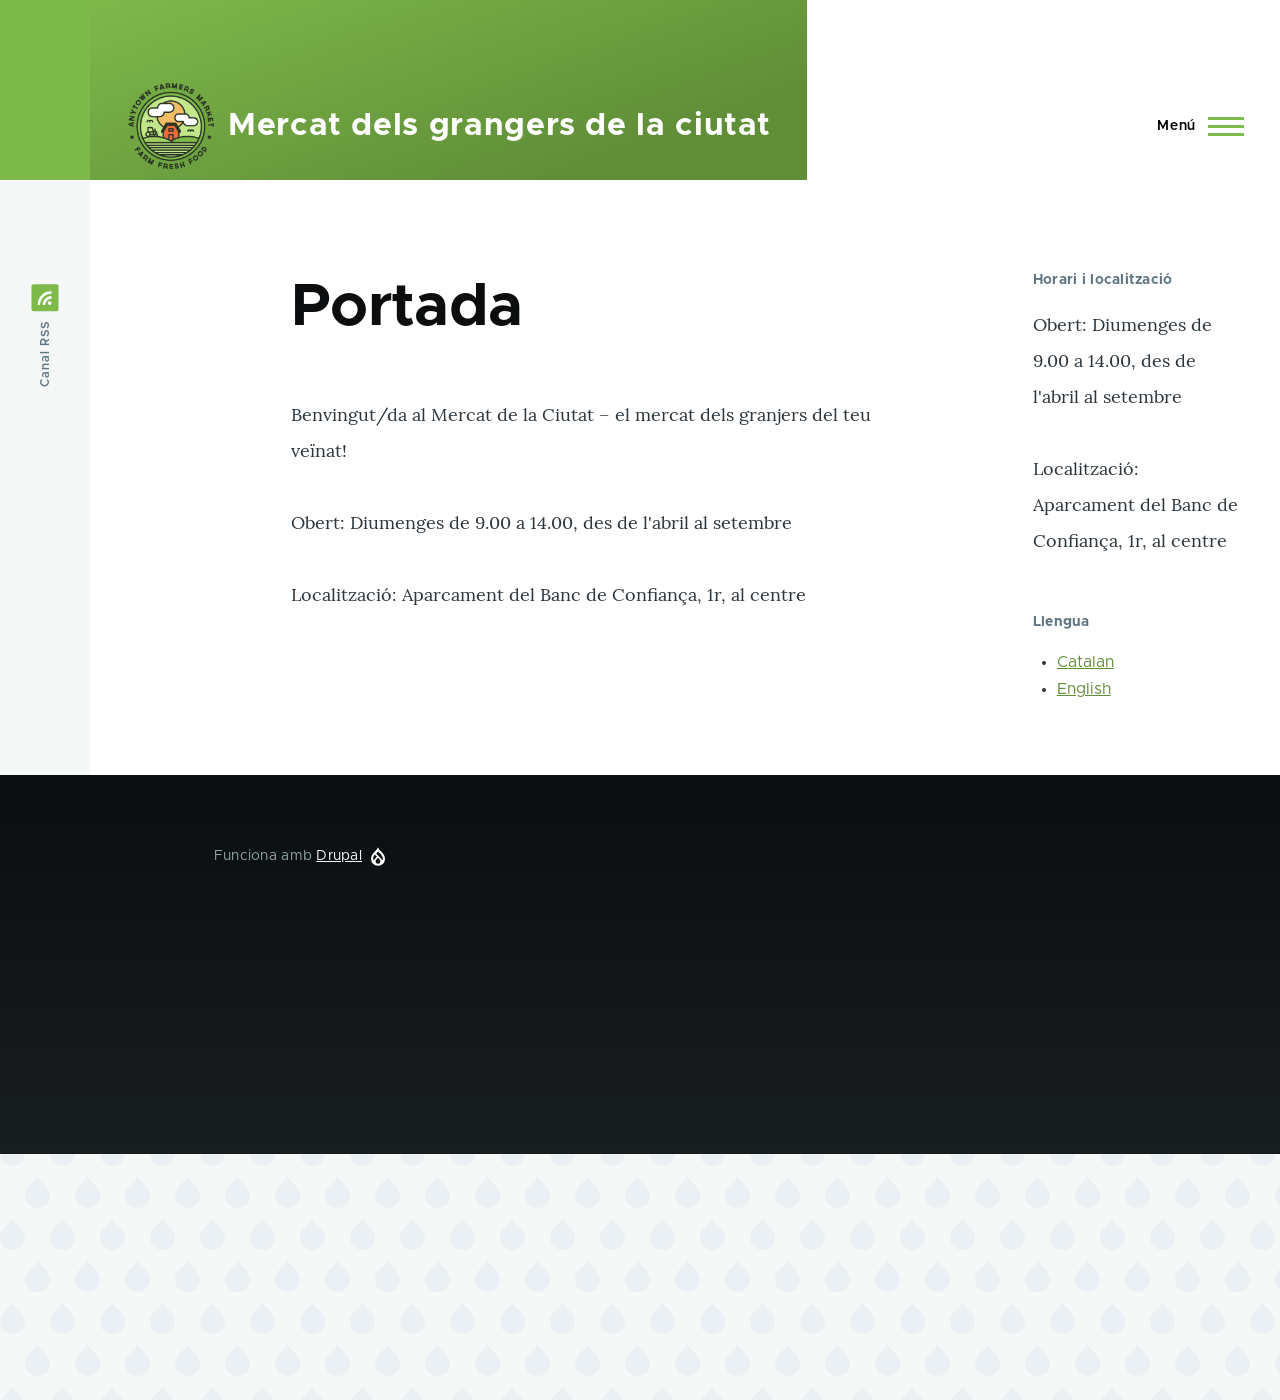 ANYTOWN FARMERS MARKET
FARM FRESH FOOD
Mercat dels grangers de la ciutat
Menú
Canal RSS
Portada
Benvingut/da al Mercat de la Ciutat – el mercat dels granjers del teu
veïnat!
Obert: Diumenges de 9.00 a 14.00, des de l'abril al setembre
Localització: Aparcament del Banc de Confiança, 1r, al centre
Horari i localització
Obert: Diumenges de
9.00 a 14.00, des de
l'abril al setembre
Localització:
Aparcament del Banc de
Confiança, 1r, al centre
Llengua
Catalan
English
Funciona amb Drupal